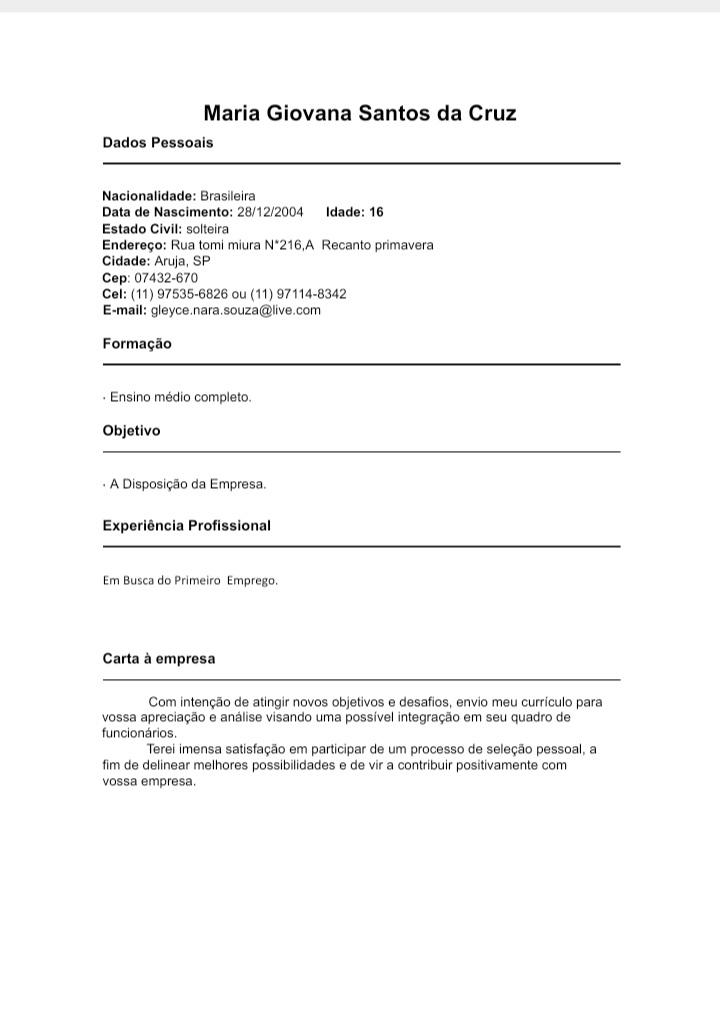 Maria Giovana Santos da Cruz
Dados Pessoais
Nacionalidade: Brasileira
Data de Nascimento: 28/12/2004 Idade: 16
Estado Civil: solteira
Endereço: Rua tomi miura N*216,A Recanto primavera
Cidade: Aruja, SP
Cep: 07432-670
Cel: (11) 97535-6826 ou (11) 97114-8342
E-mail: gleyce.nara.souza@live.com
Formação
· Ensino médio completo.
Objetivo
· A Disposição da Empresa.
Experiência Profissional
Em Busca do Primeiro Emprego.
Carta à empresa
Com intenção de atingir novos objetivos e desafios, envio meu currículo para
vossa apreciação e análise visando uma possível integração em seu quadro de
funcionários.
Terei imensa satisfação em participar de um processo de seleção pessoal, a
fim de delinear melhores possibilidades e de vir a contribuir positivamente com
vossa empresa.